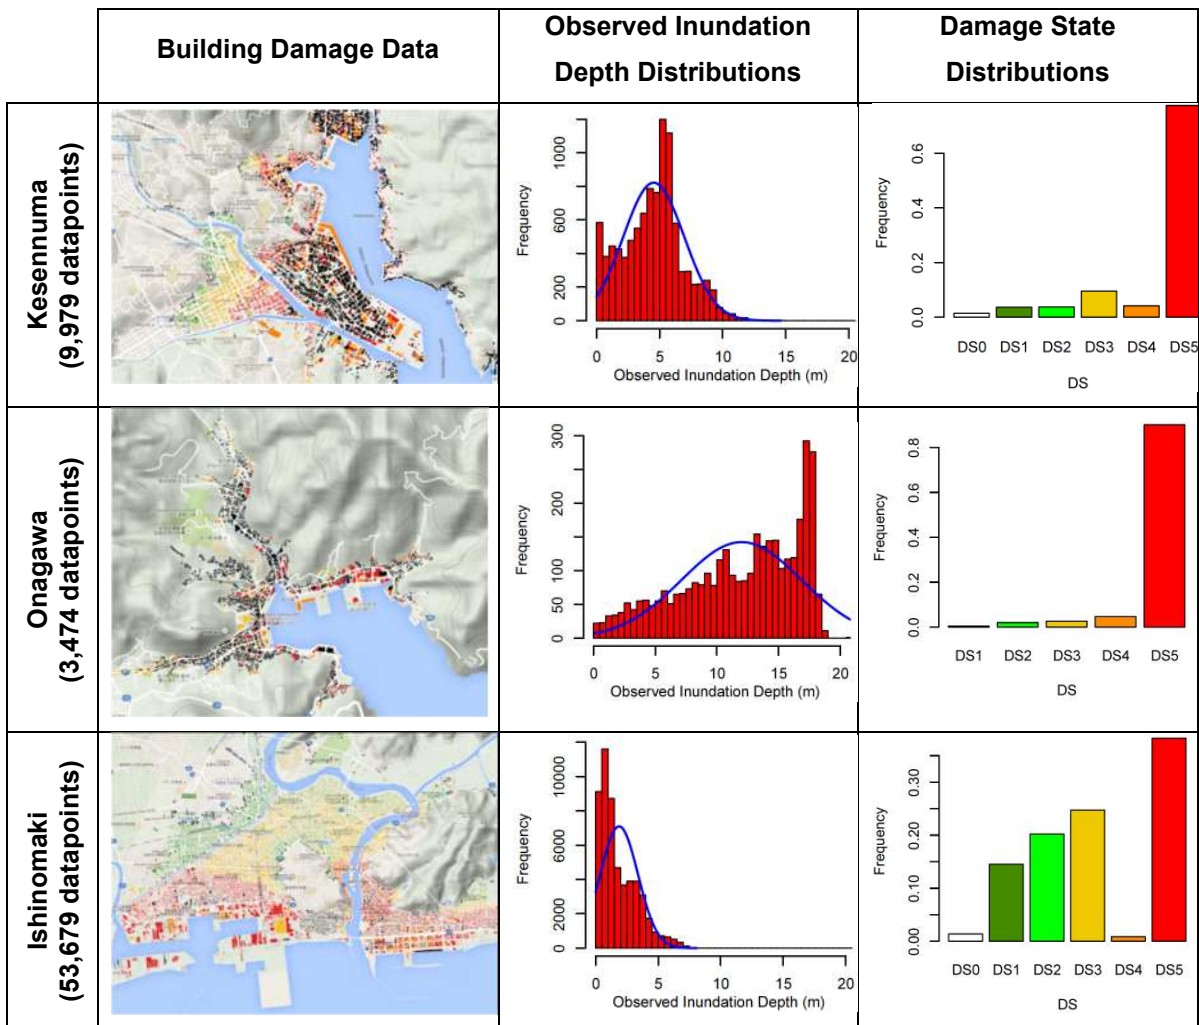 Building Damage Data
Observed Inundation
Depth Distributions
Damage State
Distributions
Kesennuma
(9,979 datapoints)
Frequency
0 200 600 1000
0 5 10 15 20
Observed Inundation Depth (m)
Frequency
0.0 0.2 0.4 0.6
DS0 DS1 DS2 DS3 DS4 DS5
DS
Onagawa
(3,474 datapoints)
Frequency
0 50 100 200 300
0 5 10 15 20
Observed Inundation Depth (m)
Frequency
0.0 0.2 0.4 0.6 0.8
DS1 DS2 DS3 DS4 DS5
DS
Ishinomaki
(53,679 datapoints)
Frequency
0 2000 6000 10000
0 5 10 15 20
Observed Inundation Depth (m)
Frequency
0.00 0.10 0.20 0.30
DS0 DS1 DS2 DS3 DS4 DS5
DS